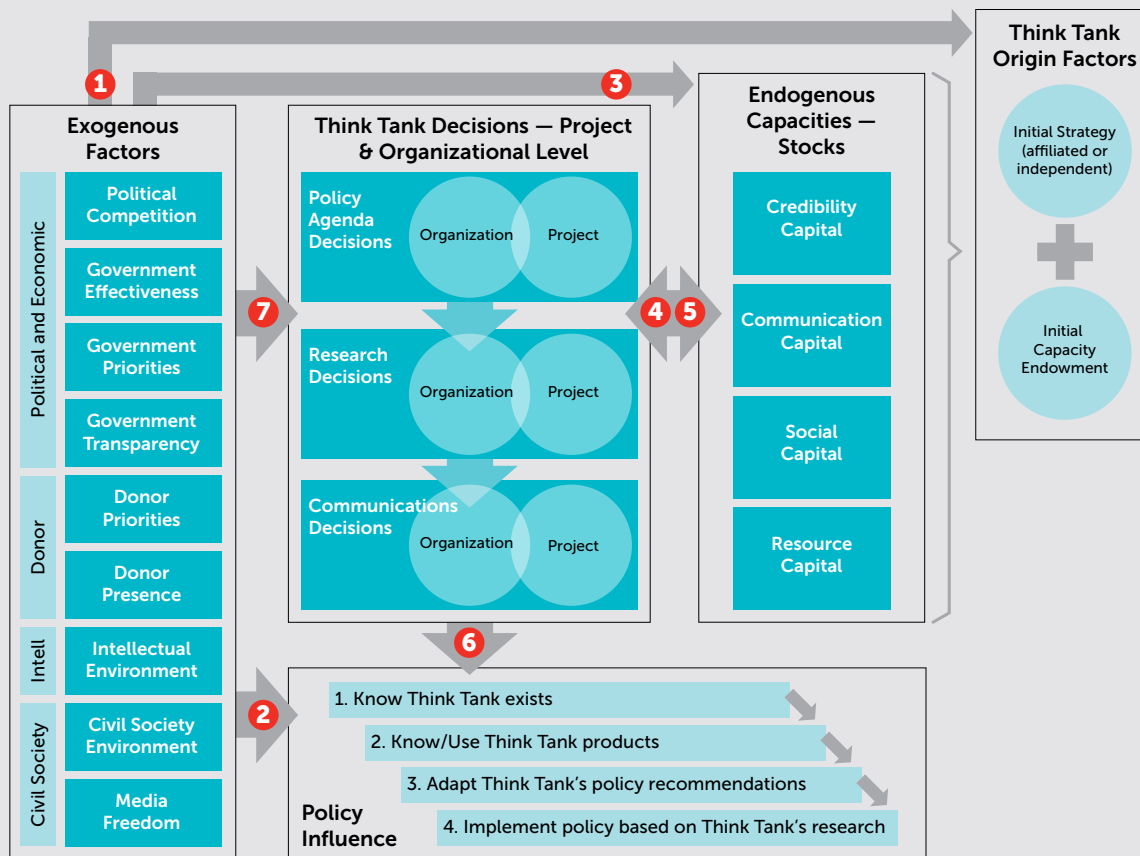 Think Tank
Origin Factors
Initial Strategy
(affiliated or
independent)
Initial
Capacity
Endowment
1
3
Exogenous
Factors
Political and Economic
Political
Competition
Government
Effectiveness
Government
Priorities
Government
Transparency
Donor
Donor
Priorities
Donor
Presence
Intell
Intellectual
Environment
Civil Society
Civil Society
Environment
Media
Freedom
7
2
Think Tank Decisions — Project
& Organizational Level
Policy
Agenda
Decisions
Organization
Project
Research
Decisions
Organization
Project
Communications
Decisions
Organization
Project
4
5
6
Endogenous
Capacities —
Stocks
Credibility
Capital
Communication
Capital
Social
Capital
Resource
Capital
Policy
Influence
1. Know Think Tank exists
2. Know/Use Think Tank products
3. Adapt Think Tank’s policy recommendations
4. Implement policy based on Think Tank’s research